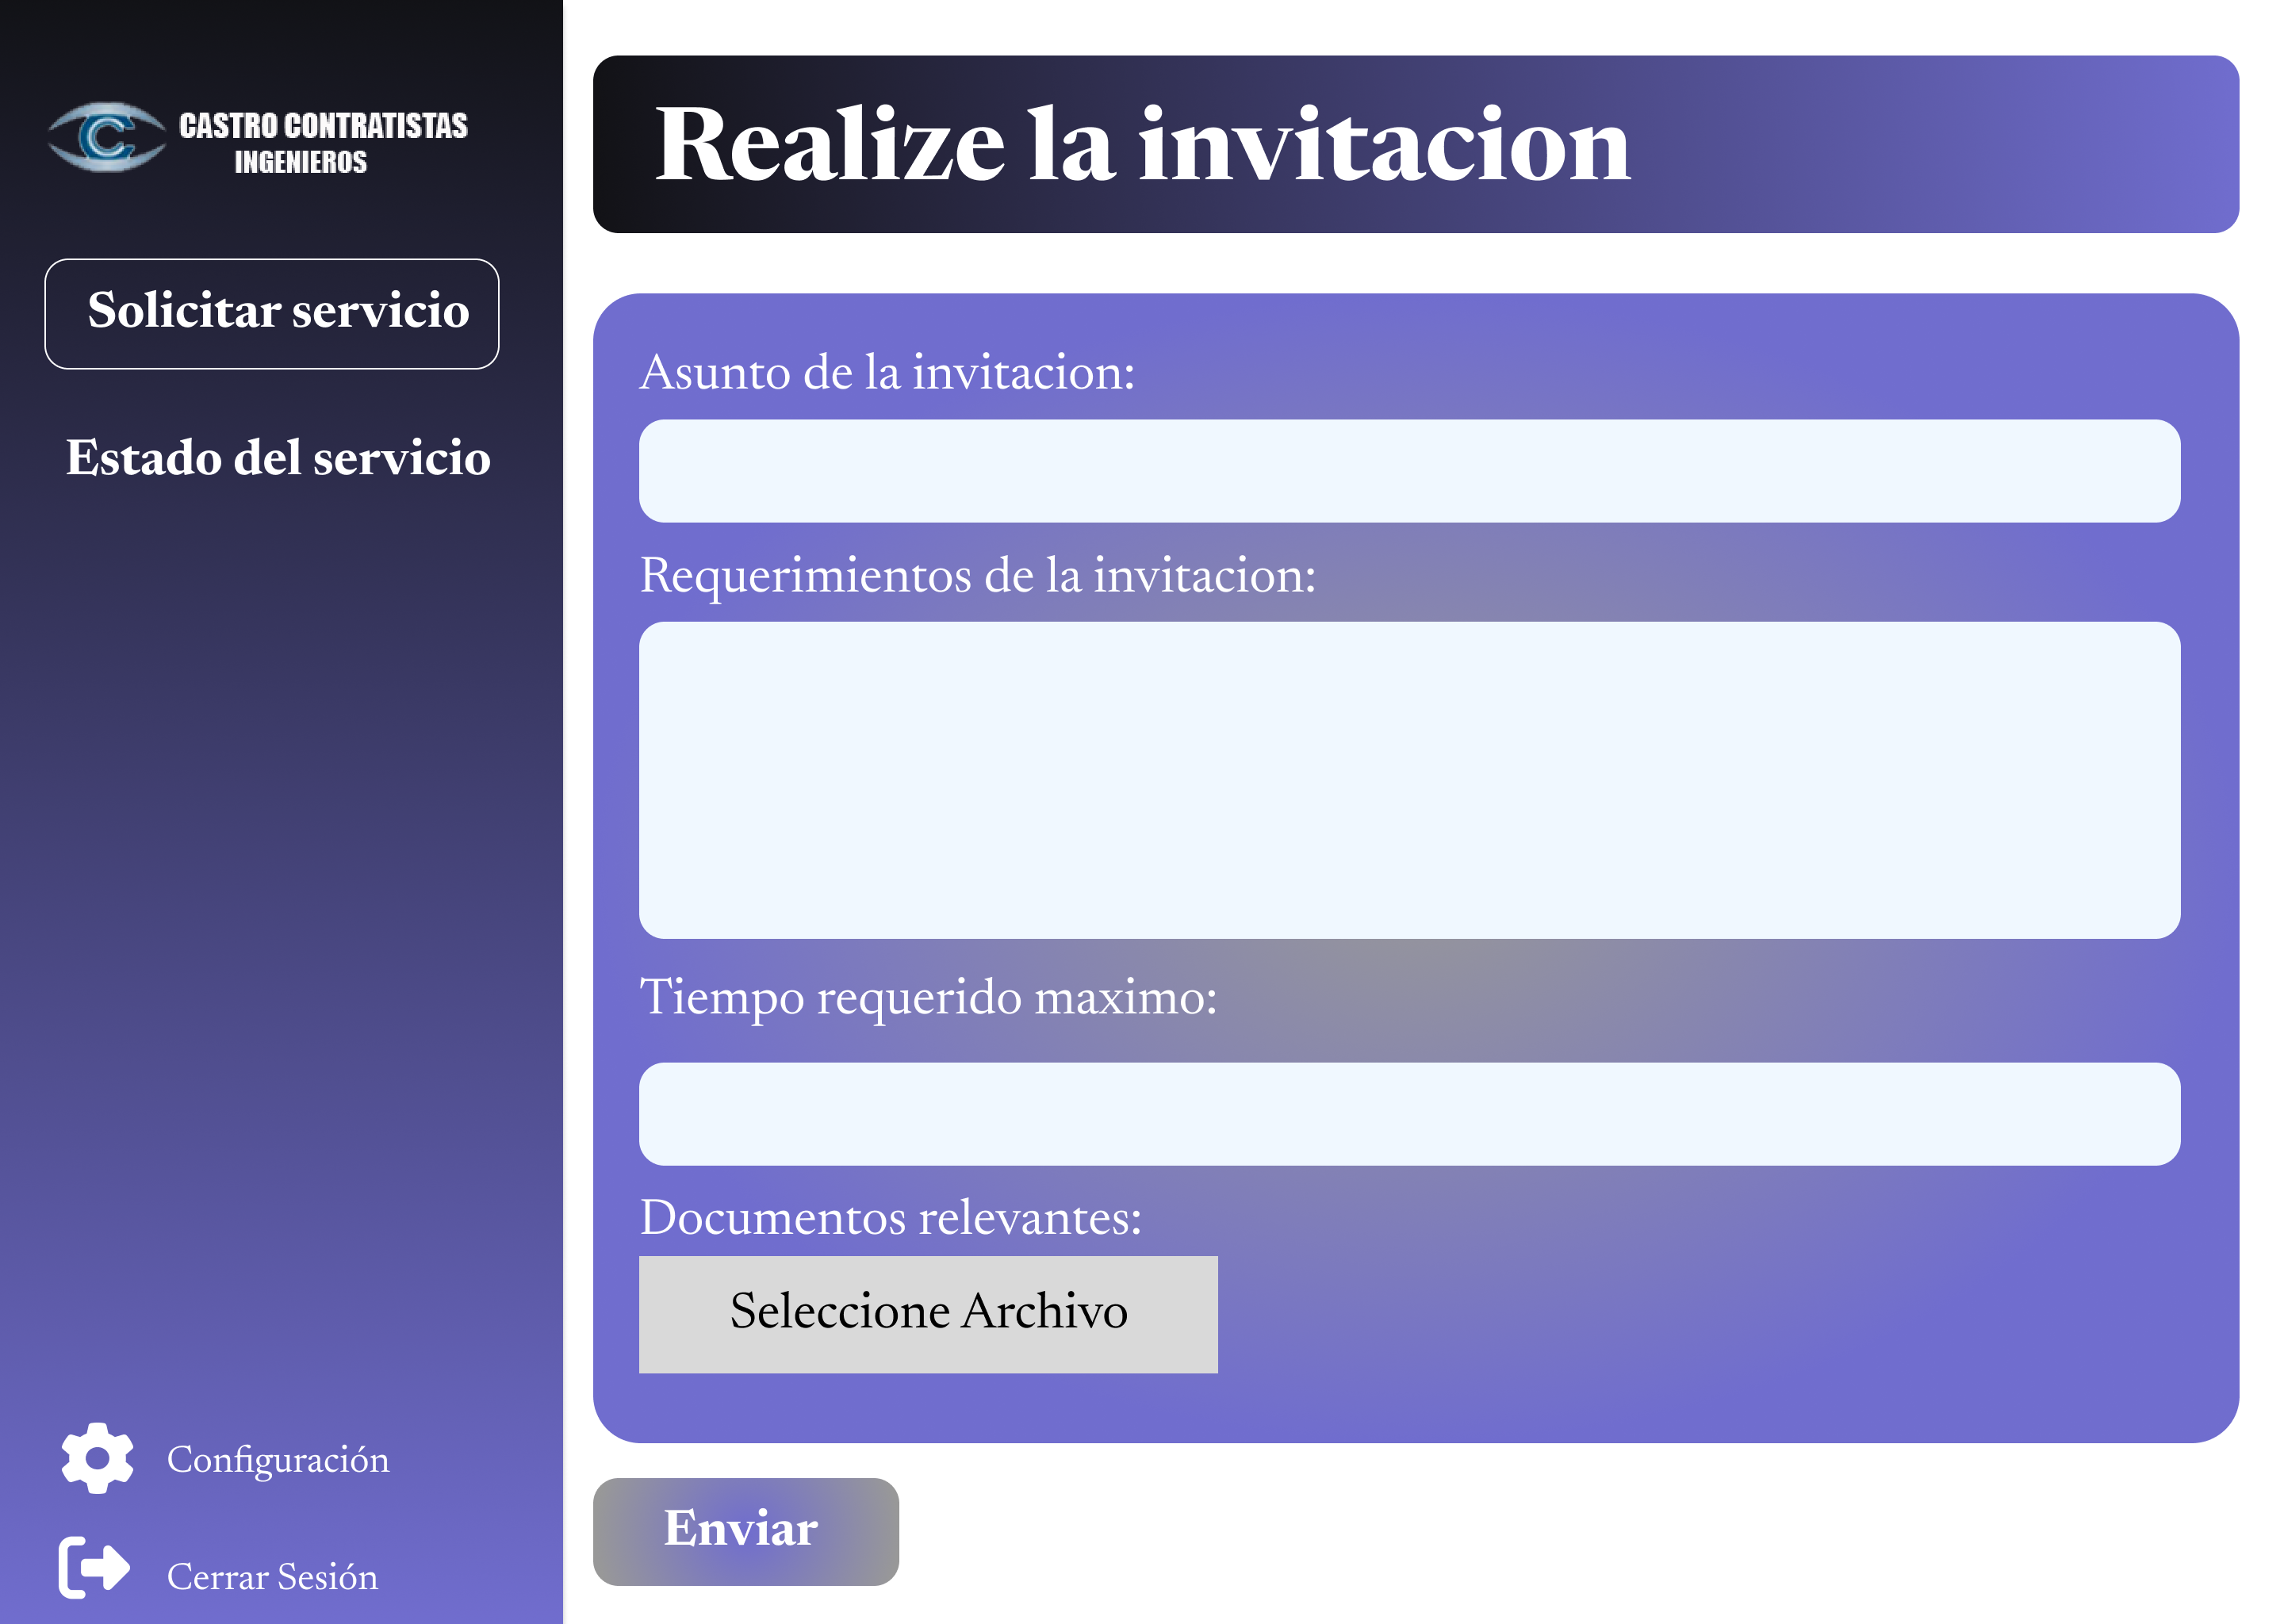 CASTRO CONTRATISTAS
INGENIEROS
Solicitar servicio
Estado del servicio
Configuración
Cerrar Sesión
Realize la invitacion
Asunto de la invitacion:
Requerimientos de la invitacion:
Tiempo requerido maximo:
Documentos relevantes:
Seleccione Archivo
Enviar